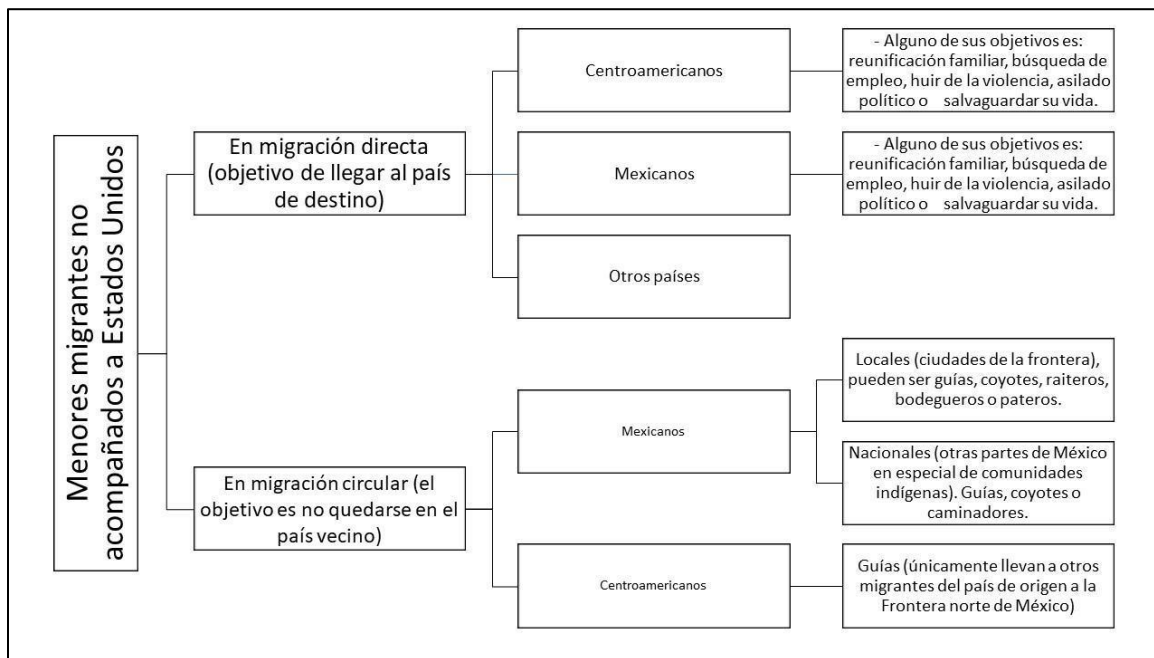 Menores migrantes no
acompañados a Estados Unidos
En migración directa
(objetivo de llegar al país
de destino)
Centroamericanos
- Alguno de sus objetivos es:
reunificación familiar, búsqueda de
empleo, huir de la violencia, asilado
político o salvaguardar su vida.
Mexicanos
- Alguno de sus objetivos es:
reunificación familiar, búsqueda de
empleo, huir de la violencia, asilado
político o salvaguardar su vida.
Otros países
En migración circular (el
objetivo es no quedarse en el
país vecino)
Mexicanos
Locales (ciudades de la frontera),
pueden ser guías, coyotes, raiteros,
bodegueros o pateros.
Nacionales (otras partes de México
en especial de comunidades
indígenas). Guías, coyotes o
caminadores.
Centroamericanos
Guías (únicamente llevan a otros
migrantes del país de origen a la
Frontera norte de México)